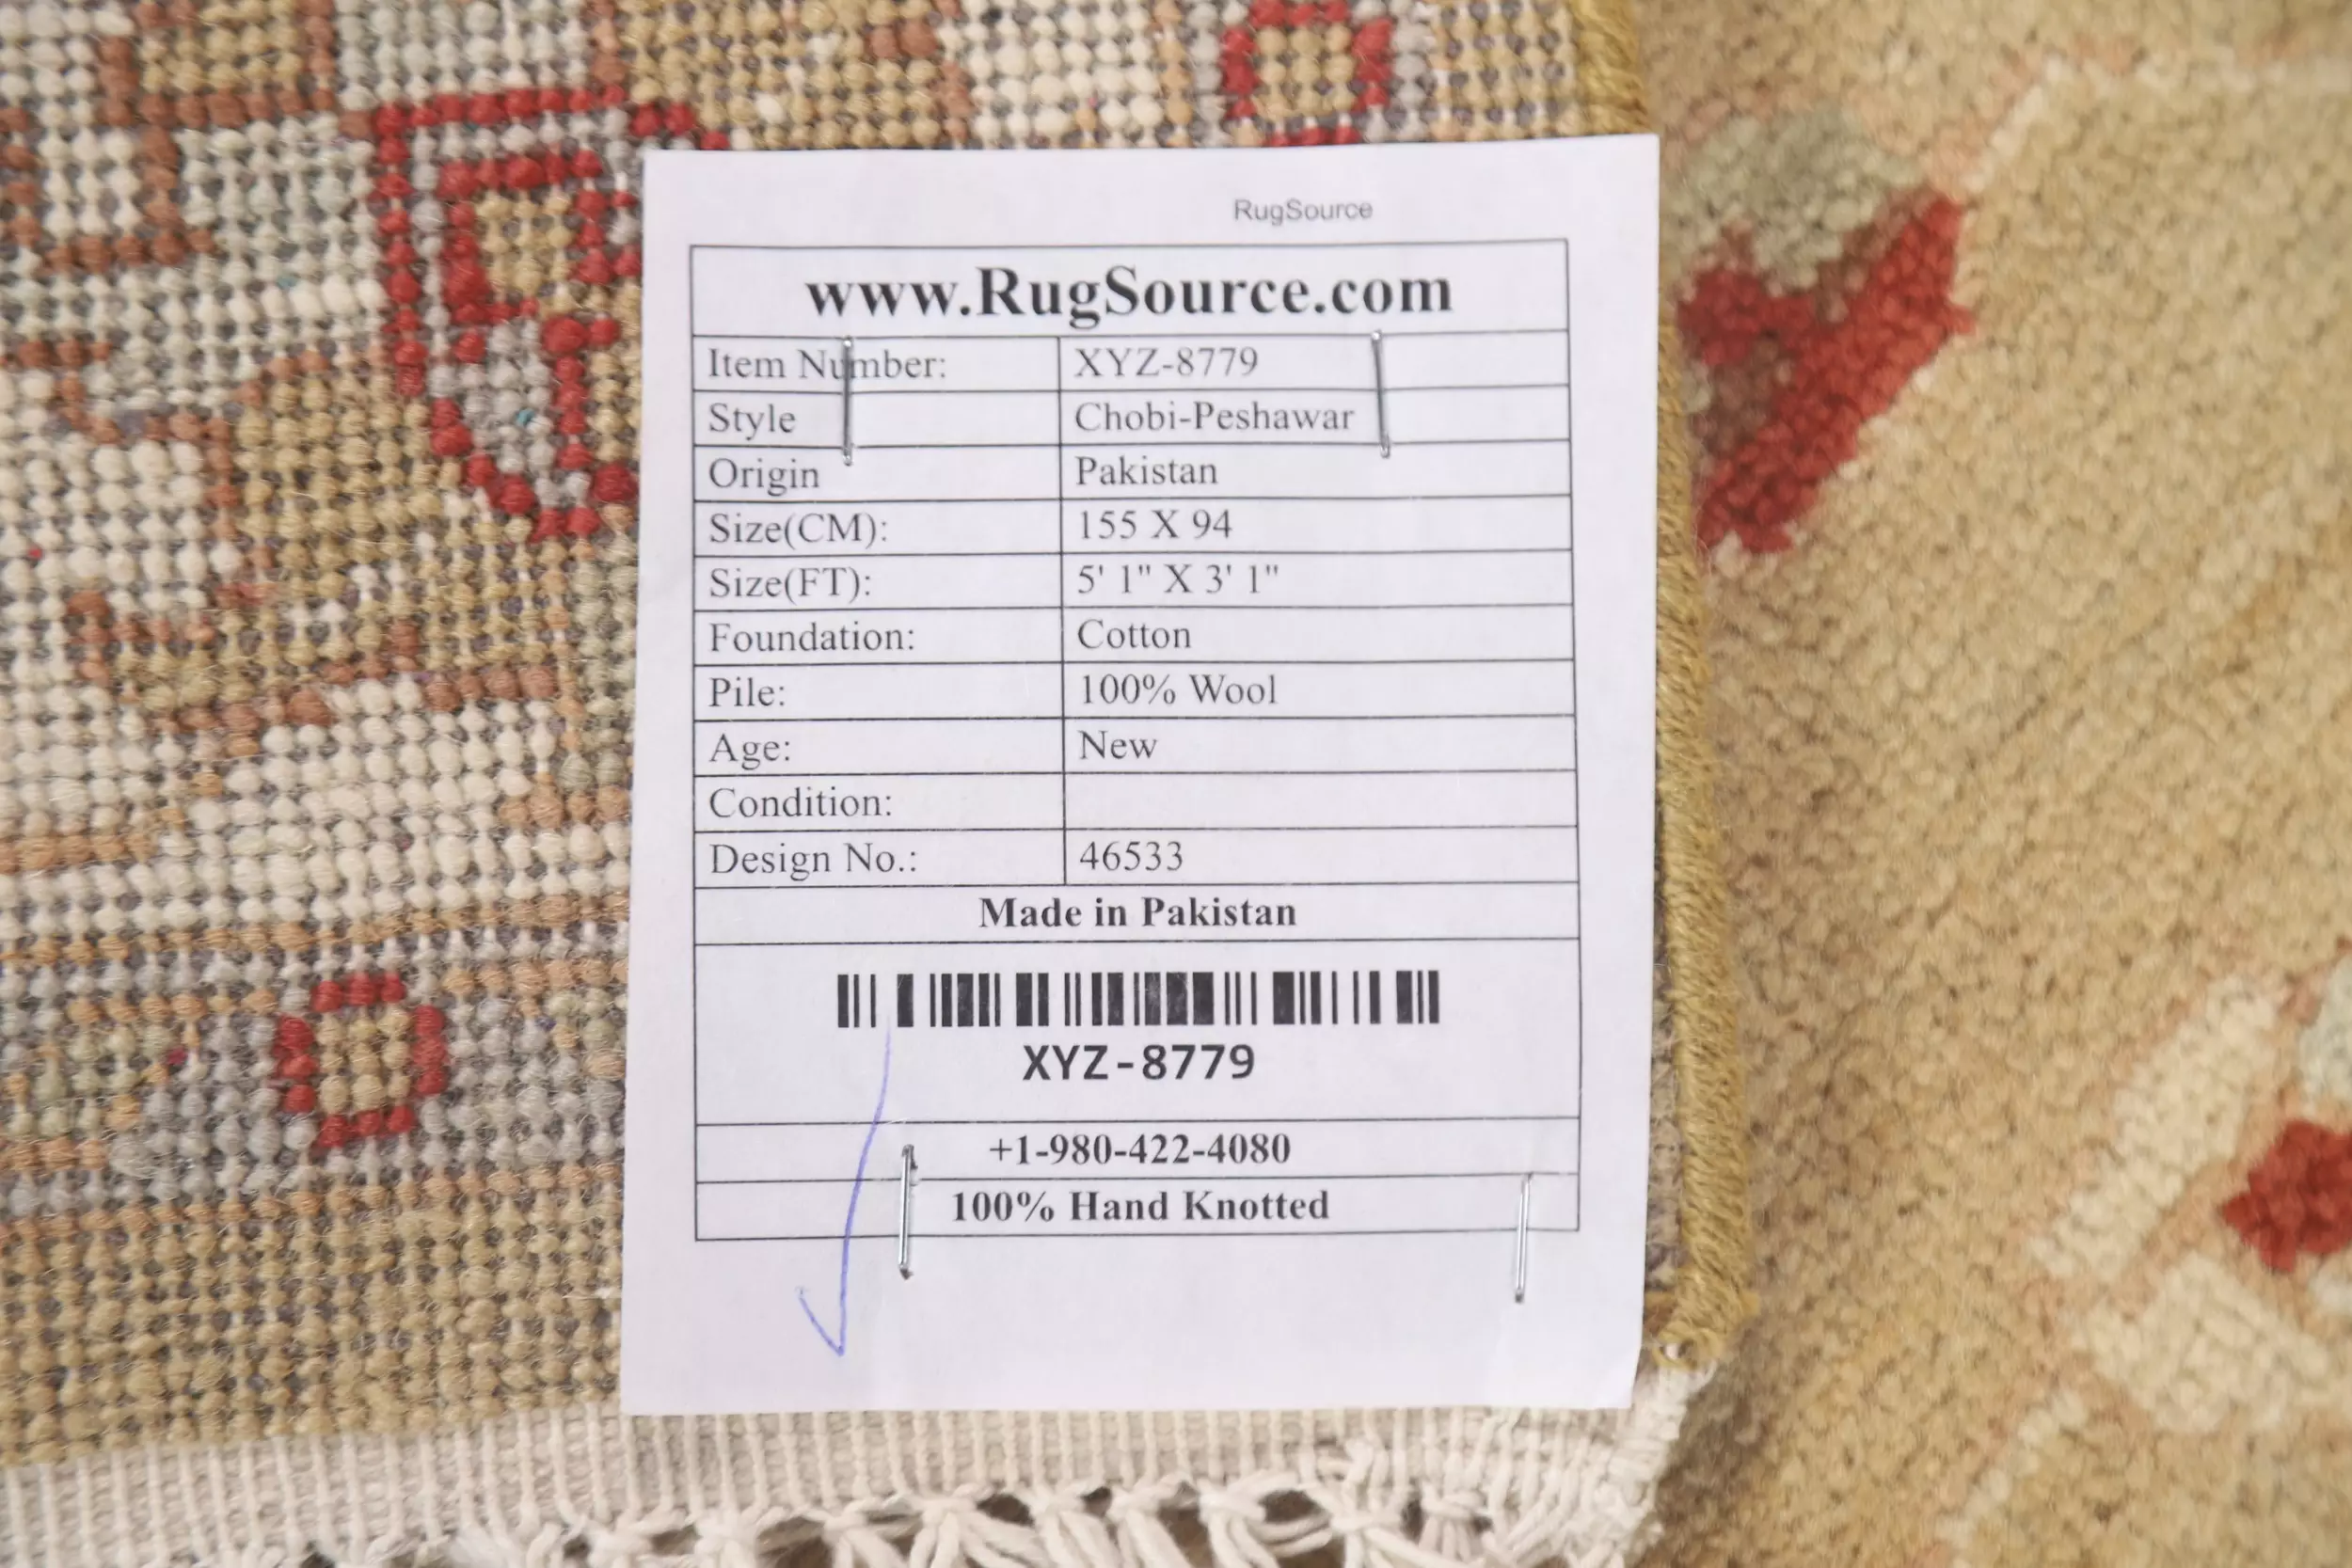 RugSource
www.RugSource.com
Item Number: XYZ-8779
Style Chobi-Peshawar
Origin Pakistan
Size(CM): 155 X 94
Size(FT): 5' 1" X 3' 1"
Foundation: Cotton
Pile: 100% Wool
Age: New
Condition:
Design No.: 46533
Made in Pakistan
XYZ-8779
+1-980-422-4080
100% Hand Knotted